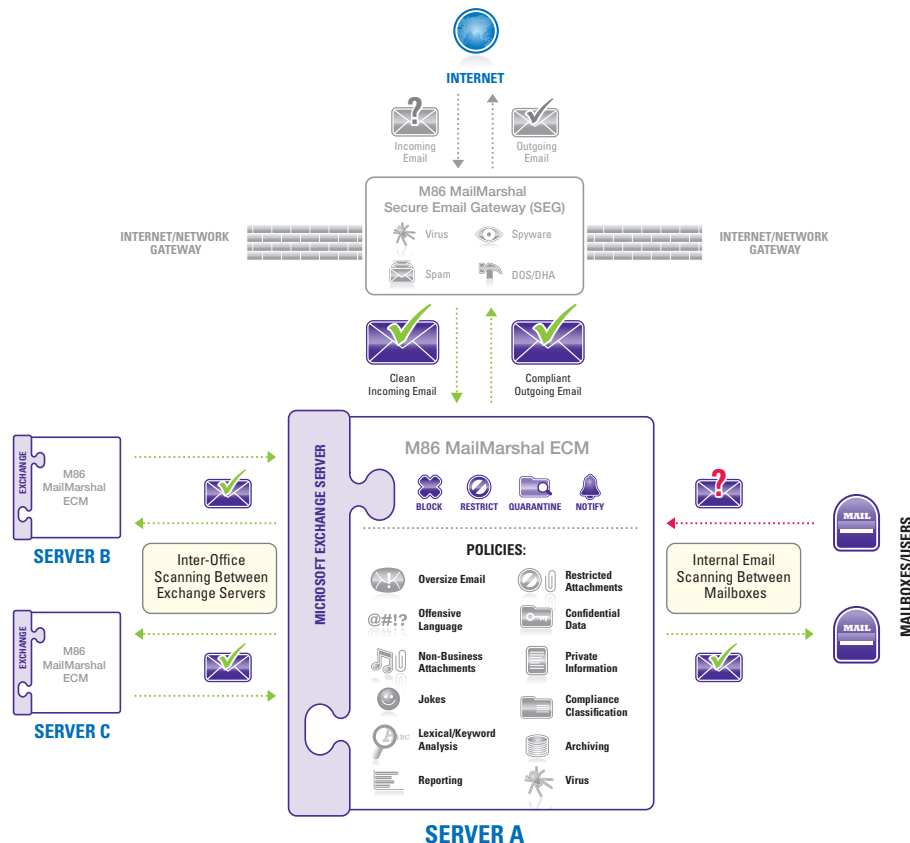 INTERNET
?
Incoming
Email
Outgoing
Email
M86 MailMarshal
Secure Email Gateway (SEG)
Virus
Spyware
Spam
DOS/DHA
INTERNET/NETWORK
GATEWAY
INTERNET/NETWORK
GATEWAY
Clean
Incoming Email
Compliant
Outgoing Email
EXCHANGE
M86
MailMarshal
ECM
SERVER B
Inter-Office
Scanning Between
Exchange Servers
EXCHANGE
M86
MailMarshal
ECM
SERVER C
MICROSOFT EXCHANGE SERVER
M86 MailMarshal ECM
BLOCK
RESTRICT
QUARANTINE
NOTIFY
POLICIES:
!
Oversize Email
Restricted
Attachments
@#!?
Offensive
Language
Confidential
Data
Non-Business
Attachments
Private
Information
Jokes
Compliance
Classification
ABC
Lexical/Keyword
Analysis
Archiving
Reporting
Virus
SERVER A
?
MAIL
Internal Email
Scanning Between
Mailboxes
MAIL
MAILBOXES/USERS